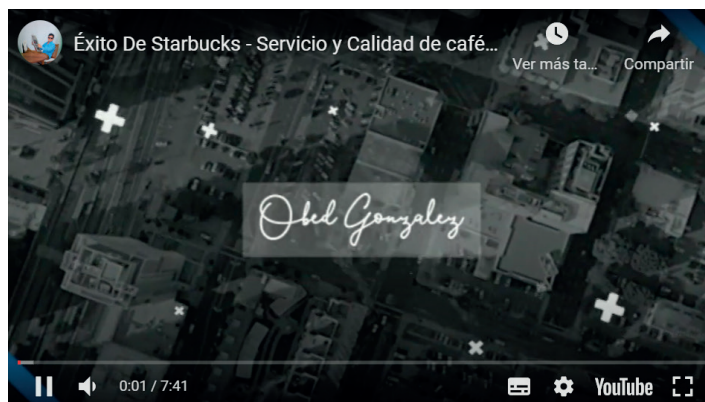 Éxito De Starbucks - Servicio y Calidad de café...
Ver más ta...
Compartir
Obed Gonzalez
0:01 / 7:41
YouTube